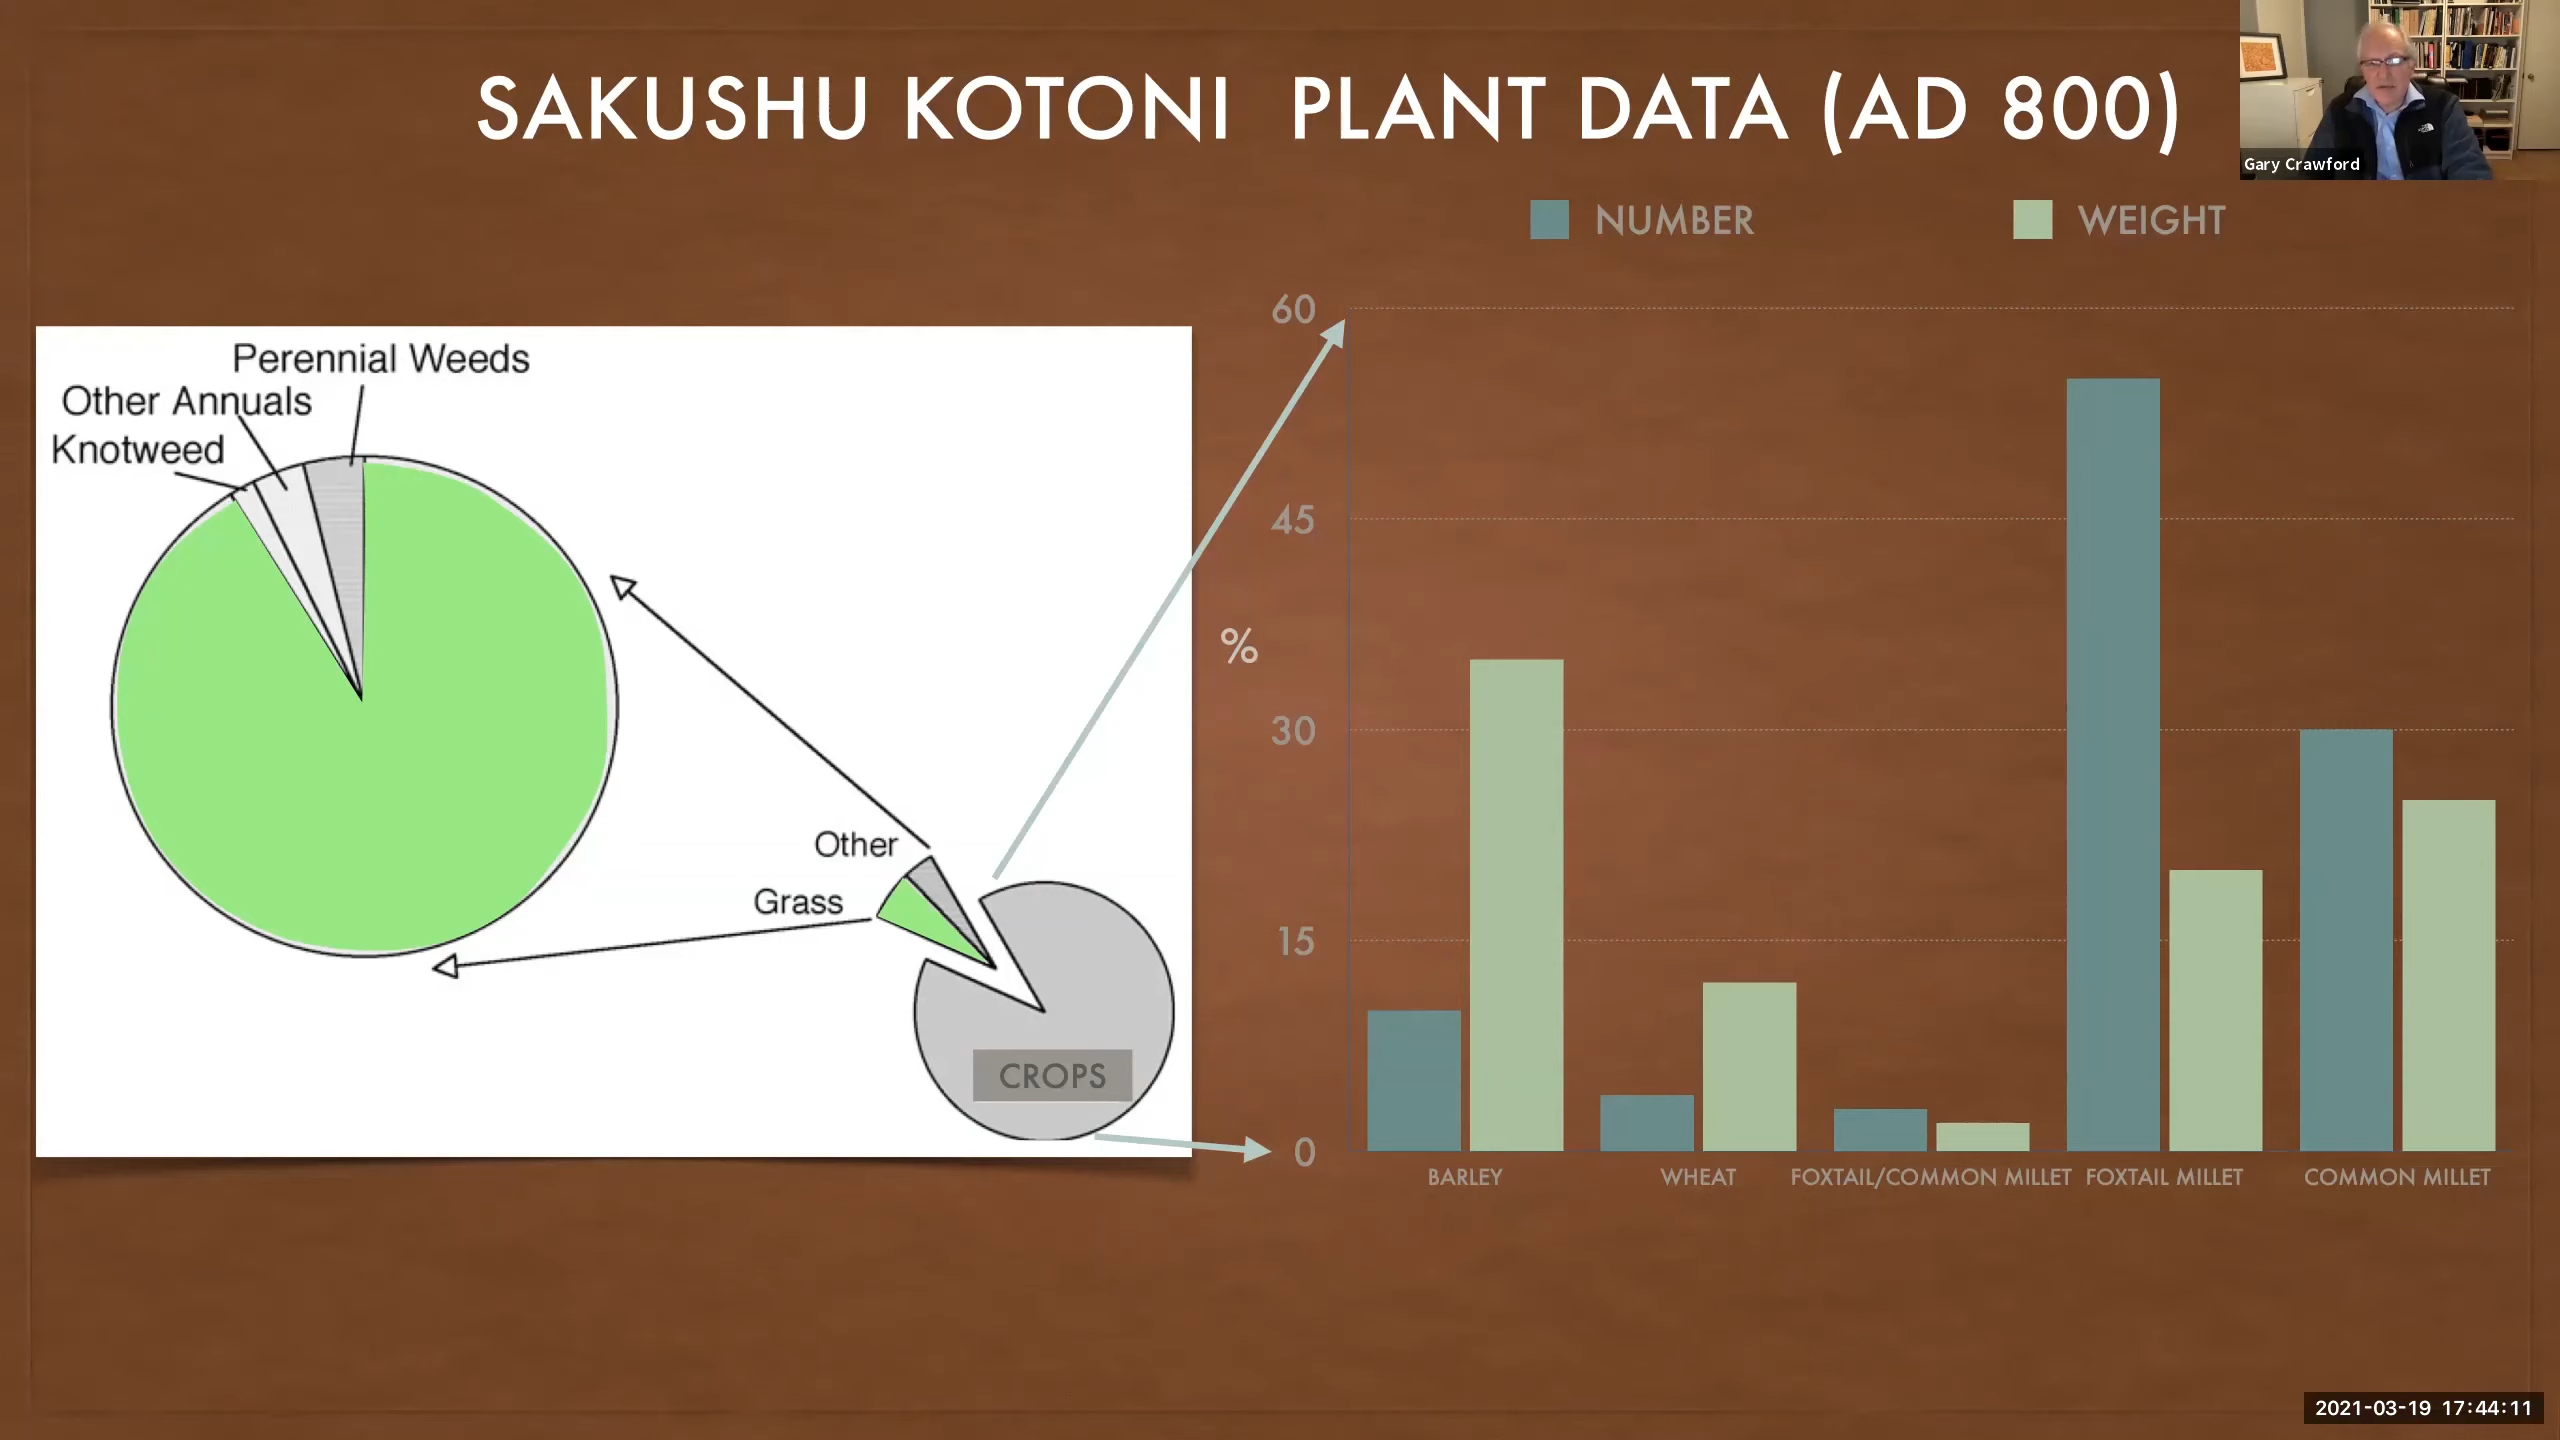 SAKUSHU KOTONI PLANT DATA (AD 800)
Gary Crawford
NUMBER
WEIGHT
Perennial Weeds
Other Annuals
Knotweed
Other
Grass
CROPS
60
45
%
30
15
0
BARLEY
WHEAT
FOXTAIL/COMMON MILLET
FOXTAIL MILLET
COMMON MILLET
2021-03-19 17:44:11